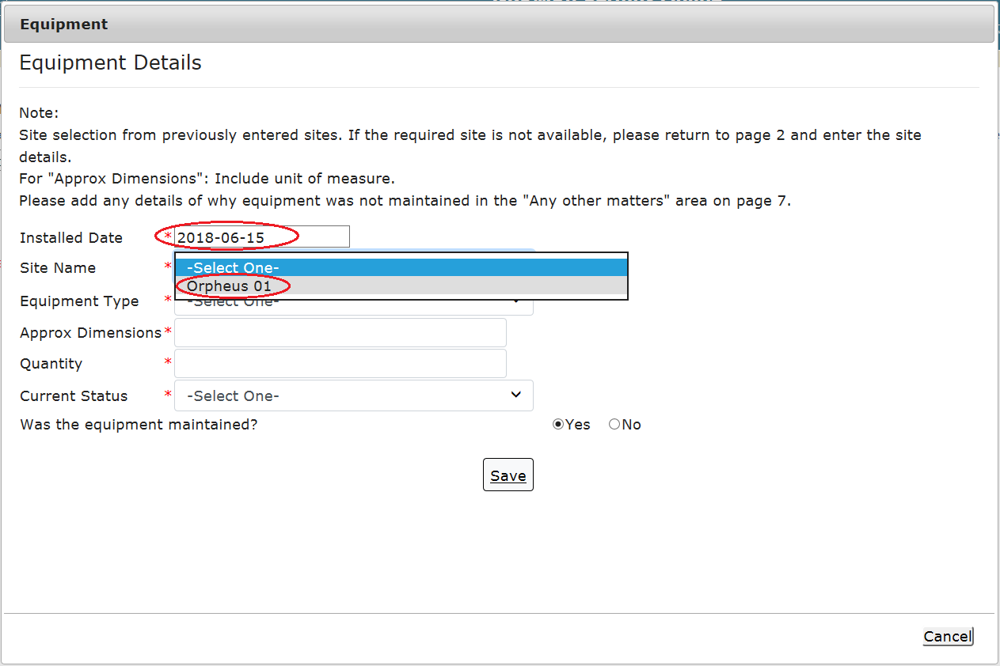 Equipment
Equipment Details
Note:
Site selection from previously entered sites. If the required site is not available, please return to page 2 and enter the site
details.
For "Approx Dimensions": Include unit of measure.
Please add any details of why equipment was not maintained in the "Any other matters" area on page 7.
Installed Date * 2018-06-15
Site Name * -Select One-
Orpheus 01
Equipment Type * -Select One-
Approx Dimensions *
Quantity *
Current Status * -Select One-
Was the equipment maintained? Yes No
Save
Cancel